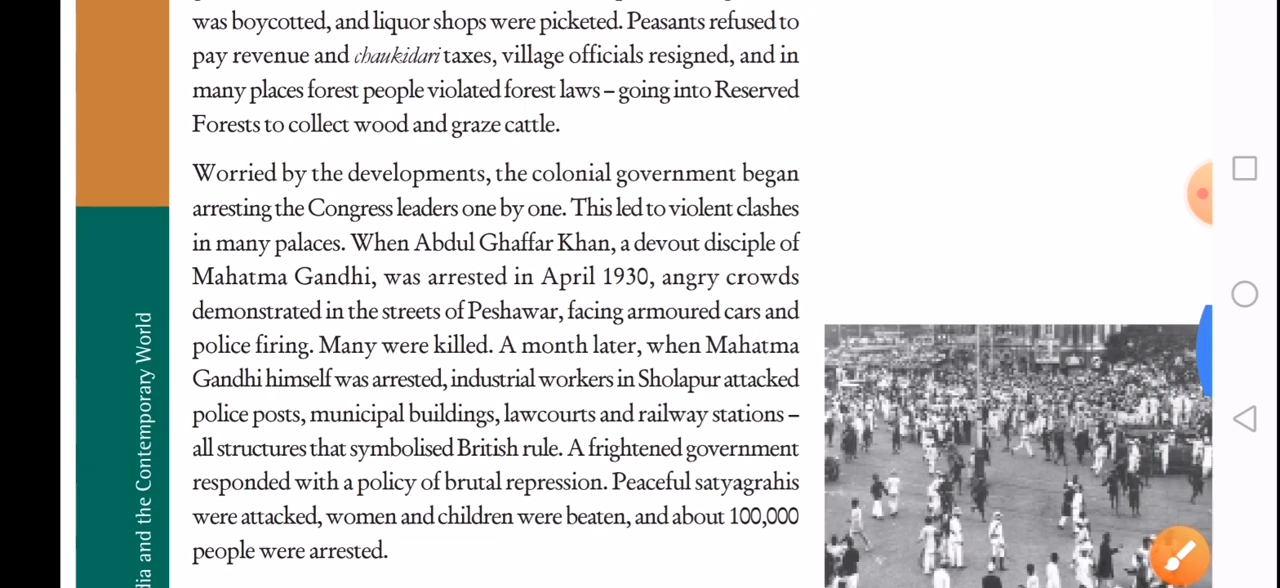 was boycotted, and liquor shops were picketed. Peasants refused to
pay revenue and chaukidari taxes, village officials resigned, and in
many places forest people violated forest laws – going into Reserved
Forests to collect wood and graze cattle.
Worried by the developments, the colonial government began
arresting the Congress leaders one by one. This led to violent clashes
in many palaces. When Abdul Ghaffar Khan, a devout disciple of
Mahatma Gandhi, was arrested in April 1930, angry crowds
demonstrated in the streets of Peshawar, facing armoured cars and
police firing. Many were killed. A month later, when Mahatma
Gandhi himself was arrested, industrial workers in Sholapur attacked
police posts, municipal buildings, lawcourts and railway stations –
all structures that symbolised British rule. A frightened government
responded with a policy of brutal repression. Peaceful satyagrahis
were attacked, women and children were beaten, and about 100,000
people were arrested.
dia and the Contemporary World